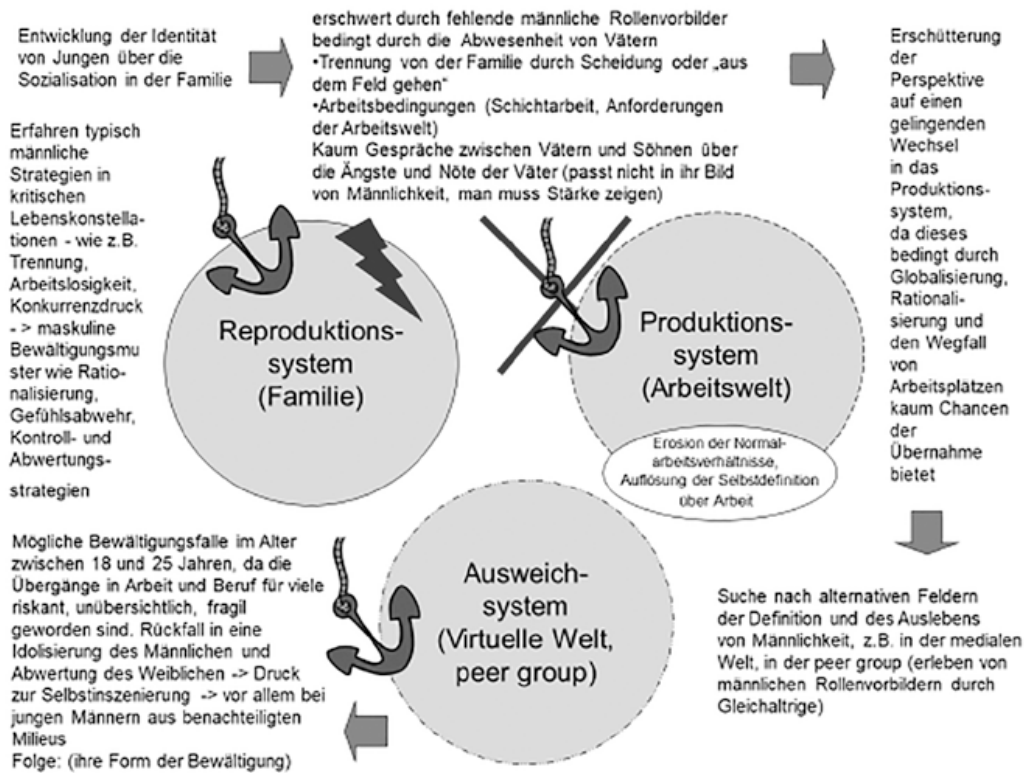 Entwicklung der Identität
von Jungen über die
Sozialisation in der Familie
erschwert durch fehlende männliche Rollenvorbilder
bedingt durch die Abwesenheit von Vätern
•Trennung von der Familie durch Scheidung oder „aus
dem Feld gehen“
•Arbeitsbedingungen (Schichtarbeit, Anforderungen
der Arbeitswelt)
Kaum Gespräche zwischen Vätern und Söhnen über
die Ängste und Nöte der Väter (passt nicht in ihr Bild
von Männlichkeit, man muss Stärke zeigen)
Erschütterung
der
Perspektive
auf einen
gelingenden
Wechsel
in das
Produktions-
system,
da dieses
bedingt durch
Globalisierung,
Rationali-
sierung und
den Wegfall
von
Arbeitsplätzen
kaum Chancen
der
Übernahme
bietet
Erfahren typisch
männliche
Strategien in
kritischen
Lebenskonstella-
tionen - wie z.B.
Trennung,
Arbeitslosigkeit,
Konkurrenzdruck
- > maskuline
Bewältigungsmu
ster wie Ratio-
nalisierung,
Gefühlsabwehr,
Kontroll- und
Abwertungs-
strategien
Reproduktions-
system
(Familie)
Produktions-
system
(Arbeitswelt)
Erosion der Normal-
arbeitsverhältnisse,
Auflösung der Selbstdefinition
über Arbeit
Suche nach alternativen Feldern
der Definition und des Auslebens
von Männlichkeit, z.B. in der medialen
Welt, in der peer group (erleben von
männlichen Rollenvorbildern durch
Gleichaltrige)
Ausweich-
system
(Virtuelle Welt,
peer group)
Mögliche Bewältigungsfalle im Alter
zwischen 18 und 25 Jahren, da die
Übergänge in Arbeit und Beruf für viele
riskant, unübersichtlich, fragil
geworden sind. Rückfall in eine
Idolisierung des Männlichen und
Abwertung des Weiblichen -> Druck
zur Selbstinszenierung -> vor allem bei
jungen Männern aus benachteiligten
Milieus
Folge: (ihre Form der Bewältigung)